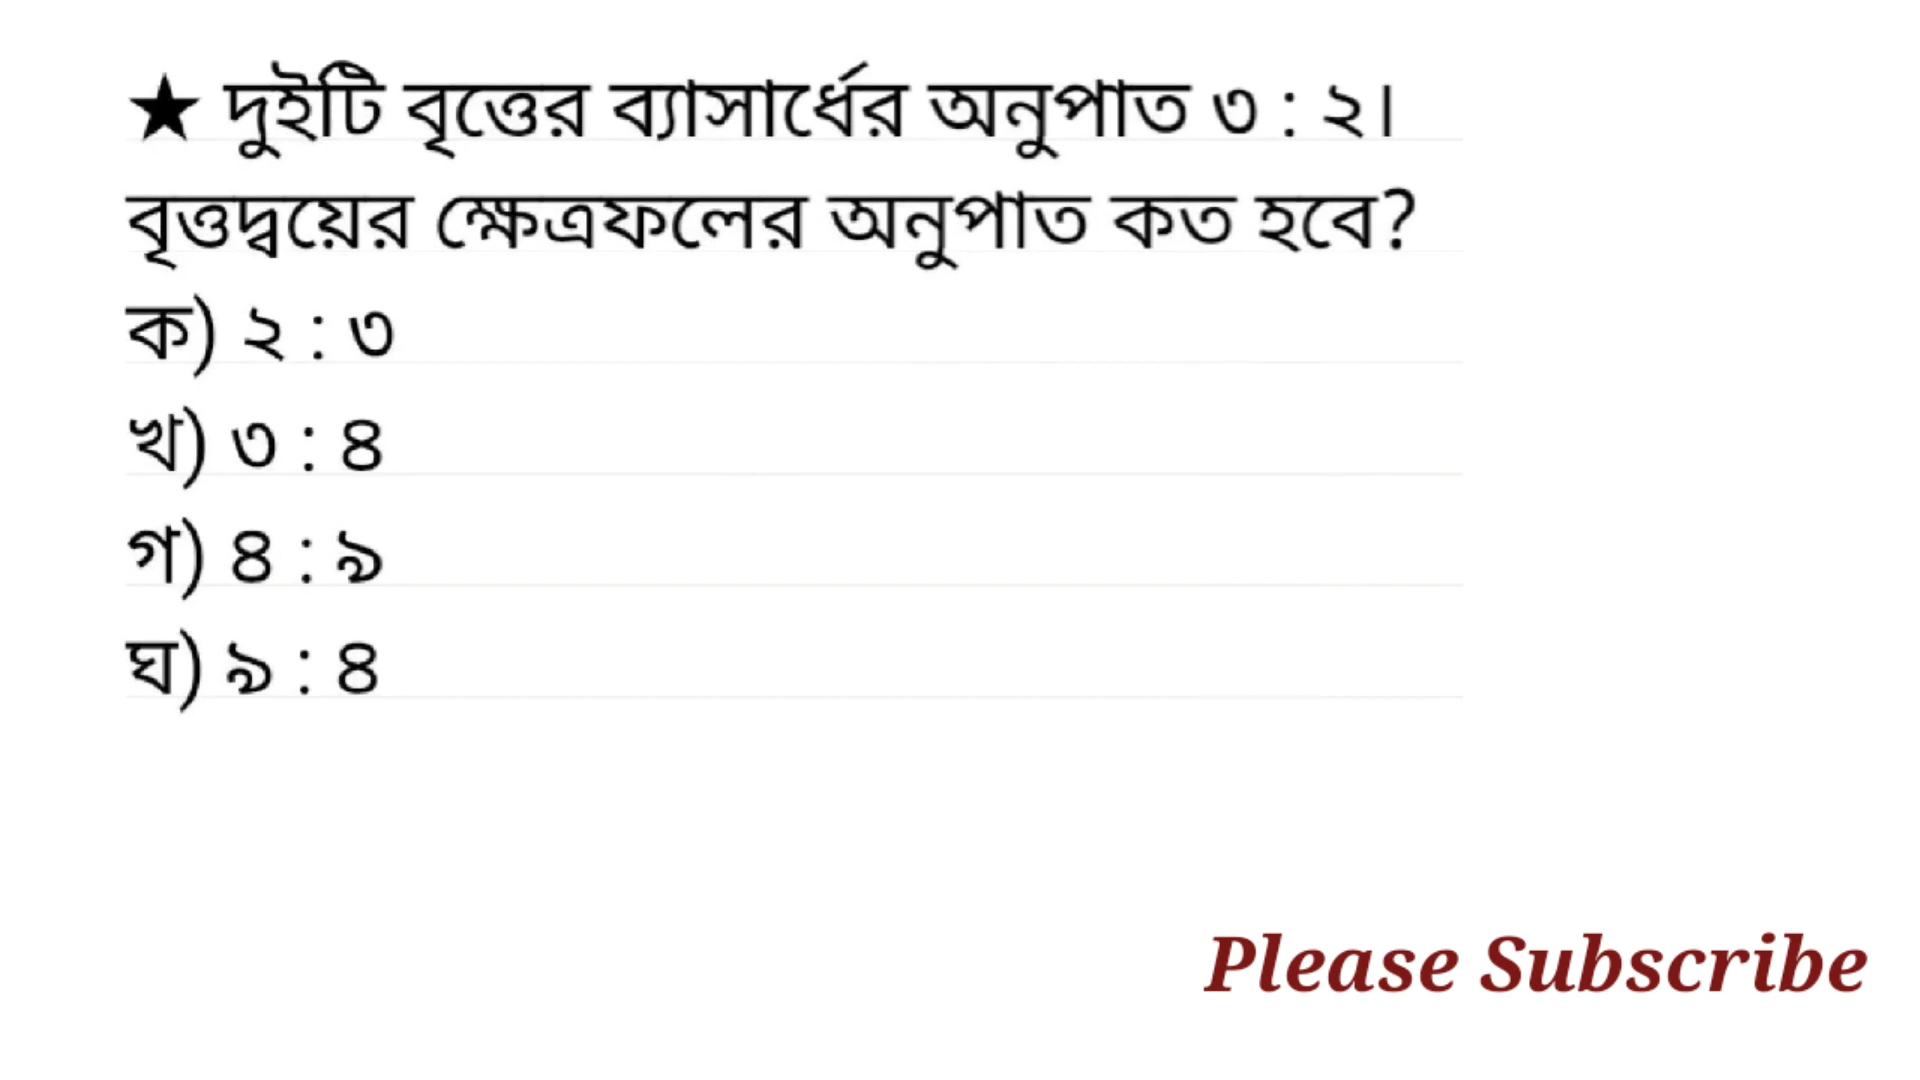 ★ দুইটি বৃত্তের ব্যাসার্ধের অনুপাত ৩ : ২।
বৃত্তদ্বয়ের ক্ষেত্রফলের অনুপাত কত হবে?
ক) ২ : ৩
খ) ৩ : ৪
গ) ৪ : ৯
ঘ) ৯ : ৪
Please Subscribe